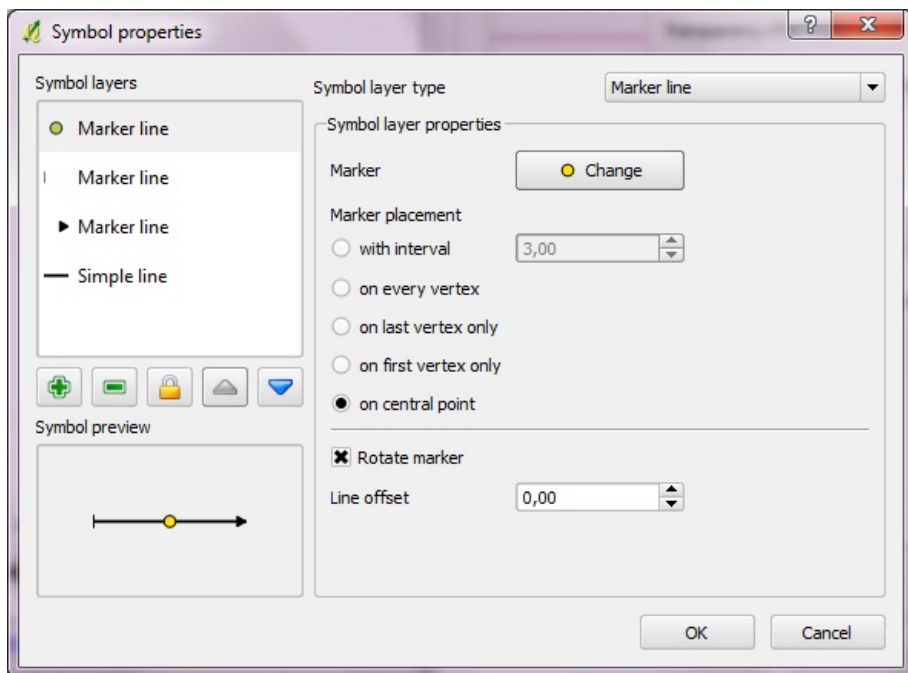 Symbol properties
Symbol layers
Marker line
Marker line
Marker line
Simple line
Symbol preview
Symbol layer type
Marker line
Symbol layer properties
Marker
Change
Marker placement
with interval
3,00
on every vertex
on last vertex only
on first vertex only
on central point
Rotate marker
Line offset
0,00
OK
Cancel